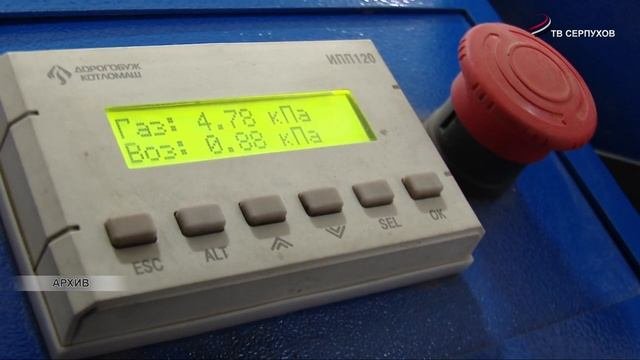 ТВ СЕРПУХОВ
ДОРОГОБУЖ
КОТЛОМАШ
ИПП120
Газ: 4.78 кПа
Воз: 0.88 кПа
ESC ALT SEL OK
АРХИВ